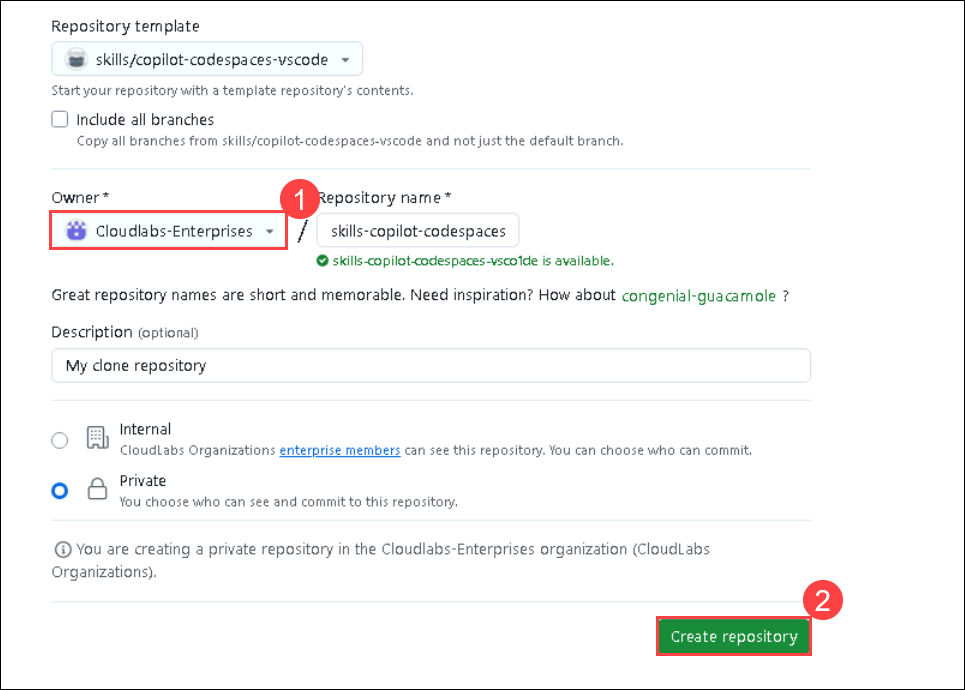 Repository template
skills/copilot-codespaces-vscode
Start your repository with a template repository's contents.
Include all branches
Copy all branches from skills/copilot-codespaces-vscode and not just the default branch.
Owner * 1 Repository name *
Cloudlabs-Enterprises / skills-copilot-codespaces
skills-copilot-codespaces-vsco1de is available.
Great repository names are short and memorable. Need inspiration? How about congenial-guacamole ?
Description (optional)
My clone repository
Internal
CloudLabs Organizations enterprise members can see this repository. You can choose who can commit.
Private
You choose who can see and commit to this repository.
You are creating a private repository in the Cloudlabs-Enterprises organization (CloudLabs
Organizations).
2
Create repository